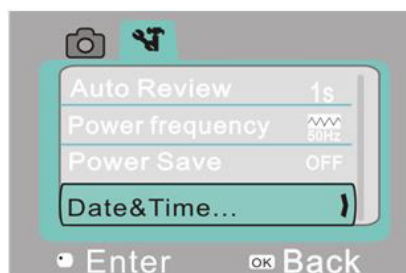 Auto Review 1s
Power frequency 50Hz
Power Save OFF
Date&Time...
Enter OK Back